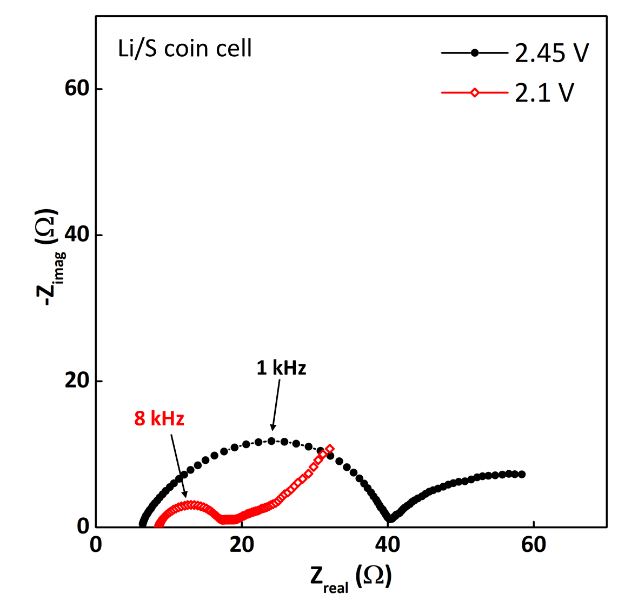 Li/S coin cell
2.45 V
2.1 V
60
40
20
0
-Zimag (Ω)
1 kHz
8 kHz
0
20
40
60
Zreal (Ω)